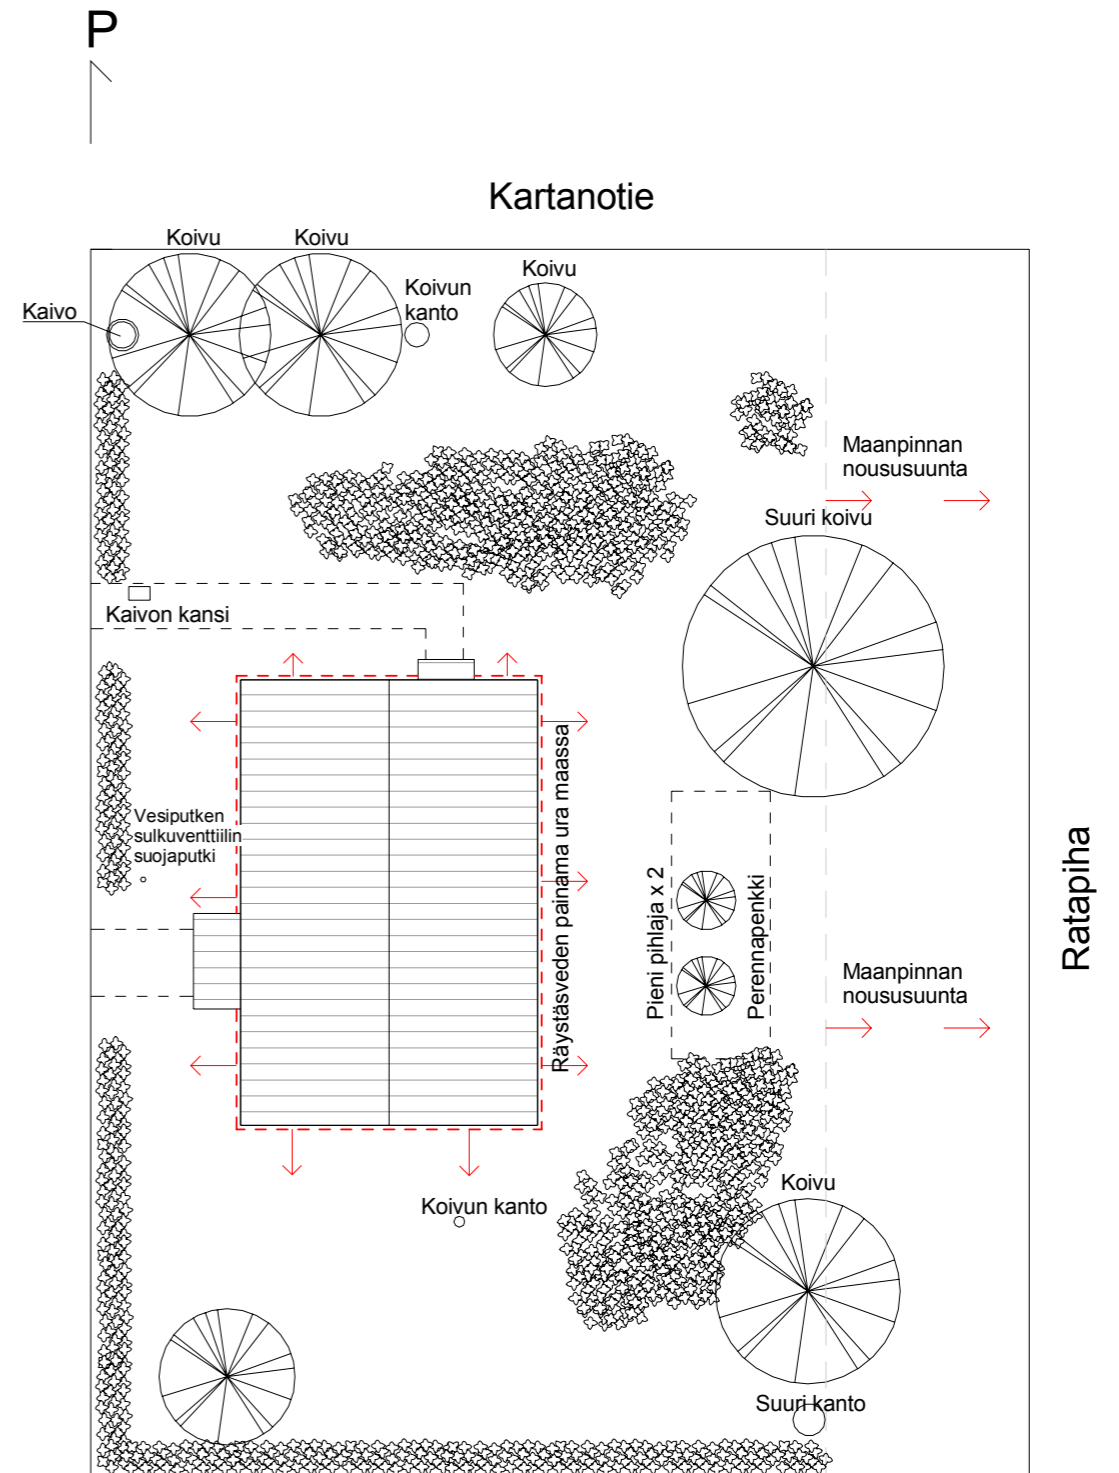 P
Kartanotie
Koivu
Koivu
Koivu
Koivun
kanto
Kaivo
Maanpinnan
noususuunta
Suuri koivu
Kaivon kansi
Vesiputken
sulkuventtiilin
suojaputki
Räystäsveden painama ura maassa
Pieni pihlaja x 2
Perennapenkki
Ratapiha
Maanpinnan
noususuunta
Koivun kanto
Koivu
Suuri kanto